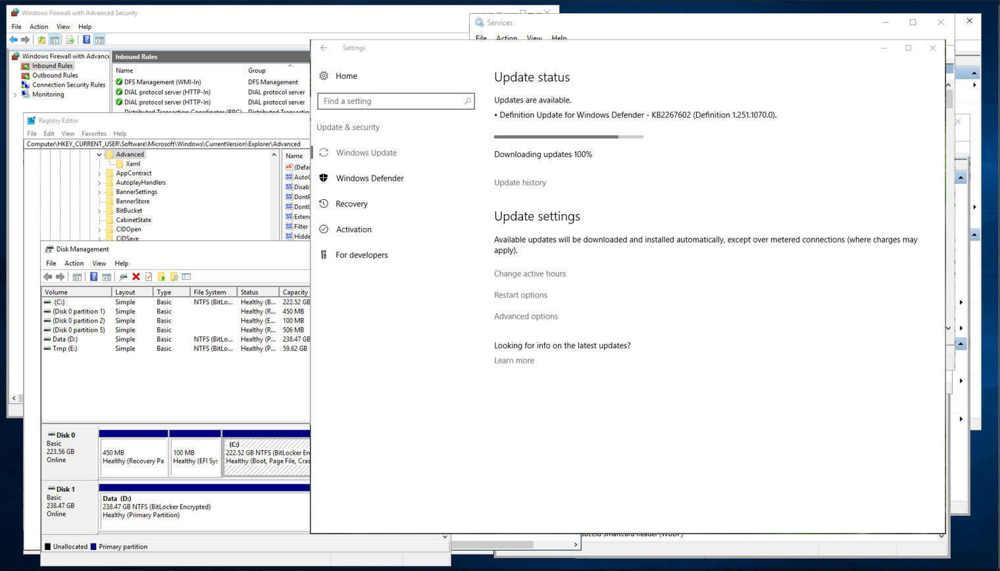 Windows Firewall with Advanced Security
File Action View Help
Windows Firewall with Advance
Inbound Rules
Outbound Rules
Connection Security Rules
Monitoring
Inbound Rules
Name Group
DFS Management (WMI-In) DFS Management
DIAL protocol server (HTTP-In) DIAL protocol server
DIAL protocol server (HTTP-In) DIAL protocol server
Distributed Transaction Coordinator (RPC) Distributed Transac
Services
File Action View Help
Registry Editor
File Edit View Favorites Help
Computer\HKEY_CURRENT_USER\Software\Microsoft\Windows\CurrentVersion\Explorer\Advanced
Advanced
Xaml
AppContract
AutoplayHandlers
BannerSettings
BannerStore
BitBucket
CabinetState
CIDOpen
CIDSave
Name
(Defau
AutoC
Disab
DontP
DontU
Exten
Filter
Hidde
Disk Management
File Action View Help
Volume Layout Type File System Status Capacity
(C:) Simple Basic NTFS (BitLo... Healthy (B... 222.52 GB
(Disk 0 partition 1) Simple Basic Healthy (R... 450 MB
(Disk 0 partition 2) Simple Basic Healthy (E... 100 MB
(Disk 0 partition 5) Simple Basic Healthy (R... 506 MB
Data (D:) Simple Basic NTFS (BitLo... Healthy (P... 238.47 GB
Tmp (E:) Simple Basic NTFS (BitLo... Healthy (P... 59.62 GB
Disk 0
Basic
223.56 GB
Online
450 MB
Healthy (Recovery Pa
100 MB
Healthy (EFI Sys
(C:)
222.52 GB NTFS (BitLocker En
Healthy (Boot, Page File, Cras
Disk 1
Basic
238.47 GB
Online
Data (D:)
238.47 GB NTFS (BitLocker Encrypted)
Healthy (Primary Partition)
Unallocated Primary partition
Settings
Home
Find a setting
Update & security
Windows Update
Windows Defender
Recovery
Activation
For developers
Update status
Updates are available.
• Definition Update for Windows Defender - KB2267602 (Definition 1.251.1070.0).
Downloading updates 100%
Update history
Update settings
Available updates will be downloaded and installed automatically, except over metered connections (where charges may
apply).
Change active hours
Restart options
Advanced options
Looking for info on the latest updates?
Learn more
Smartcard Reader (WUDF)